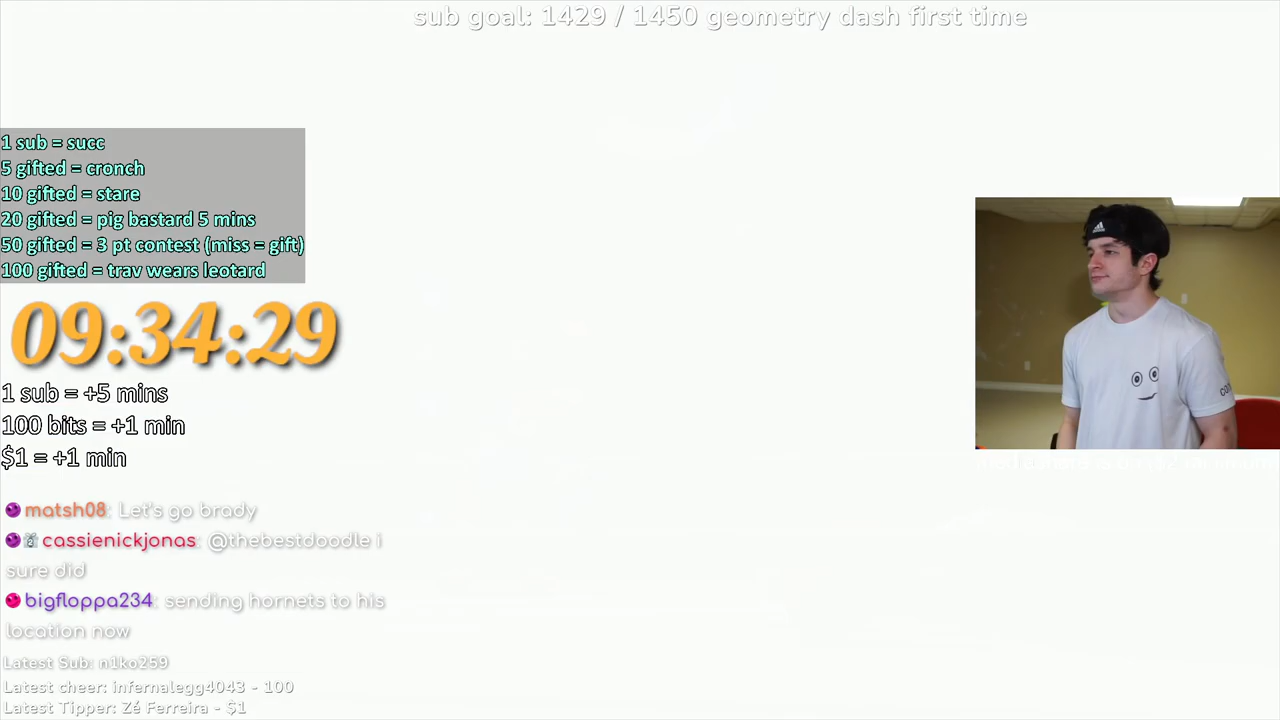 sub goal: 1429 / 1450 geometry dash first time
1 sub = succ
5 gifted = cronch
10 gifted = stare
20 gifted = pig bastard 5 mins
50 gifted = 3 pt contest (miss = gift)
100 gifted = trav wears leotard
09:34:29
1 sub = +5 mins
100 bits = +1 min
$1 = +1 min
matsh08: Let's go brady
cassienickjonas: @thebestdoodle i
sure did
bigfloppa234: sending hornets to his
location now
Latest Sub: n1ko259
Latest cheer: infernalegg4043 - 100
Latest Tipper: Zé Ferreira - $1